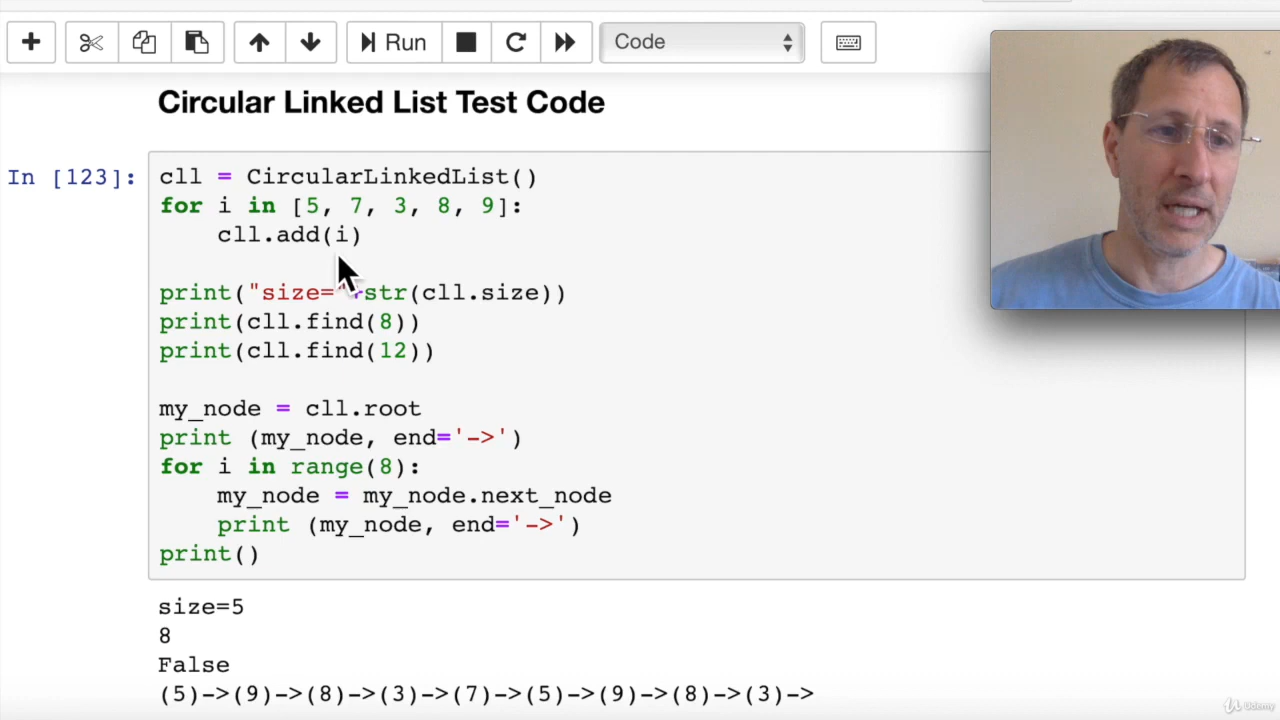 Run
Code
Circular Linked List Test Code
In [123]:
cll = CircularLinkedList()
for i in [5, 7, 3, 8, 9]:
    cll.add(i)
print("size="+str(cll.size))
print(cll.find(8))
print(cll.find(12))
my_node = cll.root
print (my_node, end='->')
for i in range(8):
    my_node = my_node.next_node
    print (my_node, end='->')
print()
size=5
8
False
(5)->(9)->(8)->(3)->(7)->(5)->(9)->(8)->(3)->
Udemy